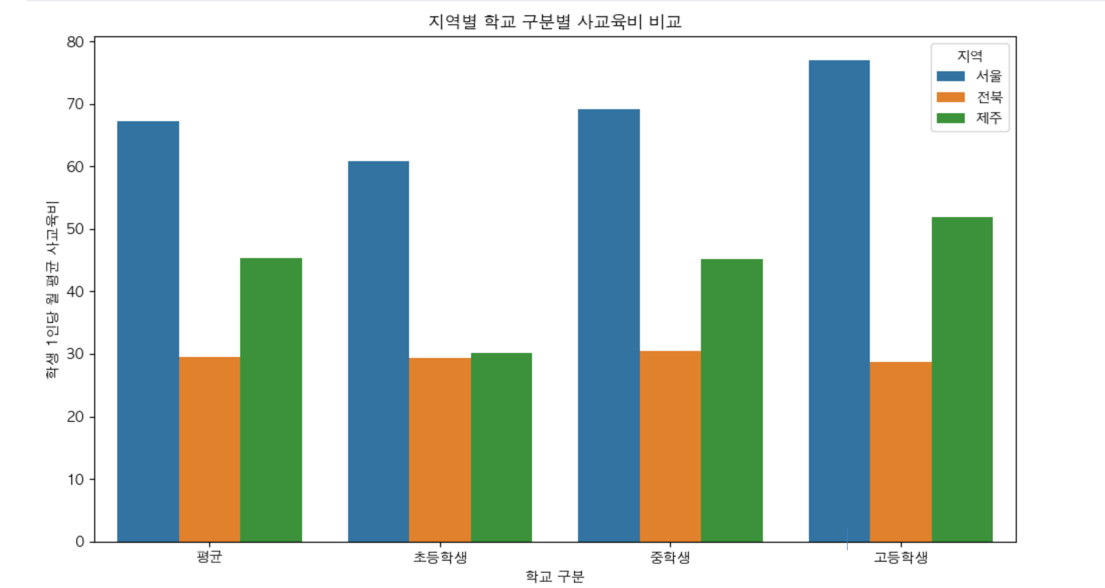 지역별 학교 구분별 사교육비 비교
학생 1인당 월 평균 사교육비
80
70
60
50
40
30
20
10
0
지역
서울
전북
제주
평균
초등학생
중학생
고등학생
학교 구분